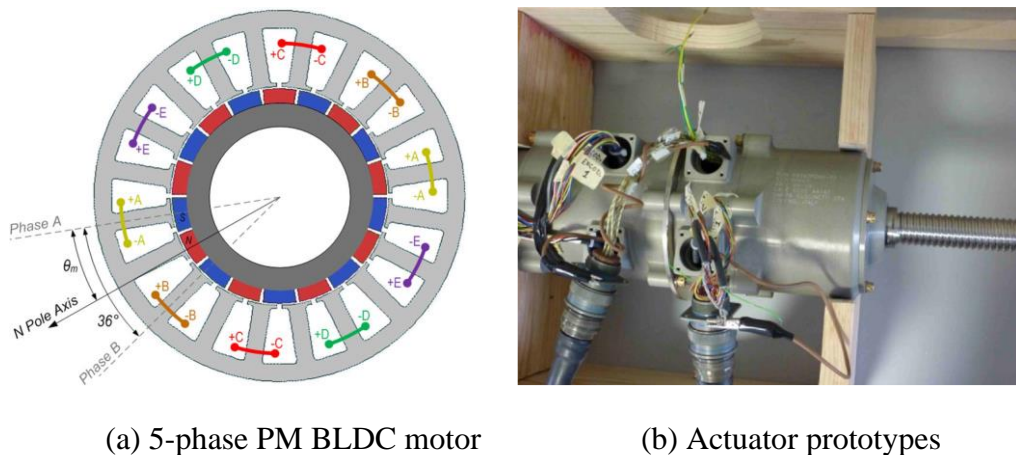 +C
-C
-D
+D
+B
-B
-E
+E
+A
-A
+A
-A
Phase A
S
N
-E
+E
θm
N Pole Axis
36°
Phase B
+B
-B
+C
-C
+D
-D
1
(a) 5-phase PM BLDC motor
(b) Actuator prototypes